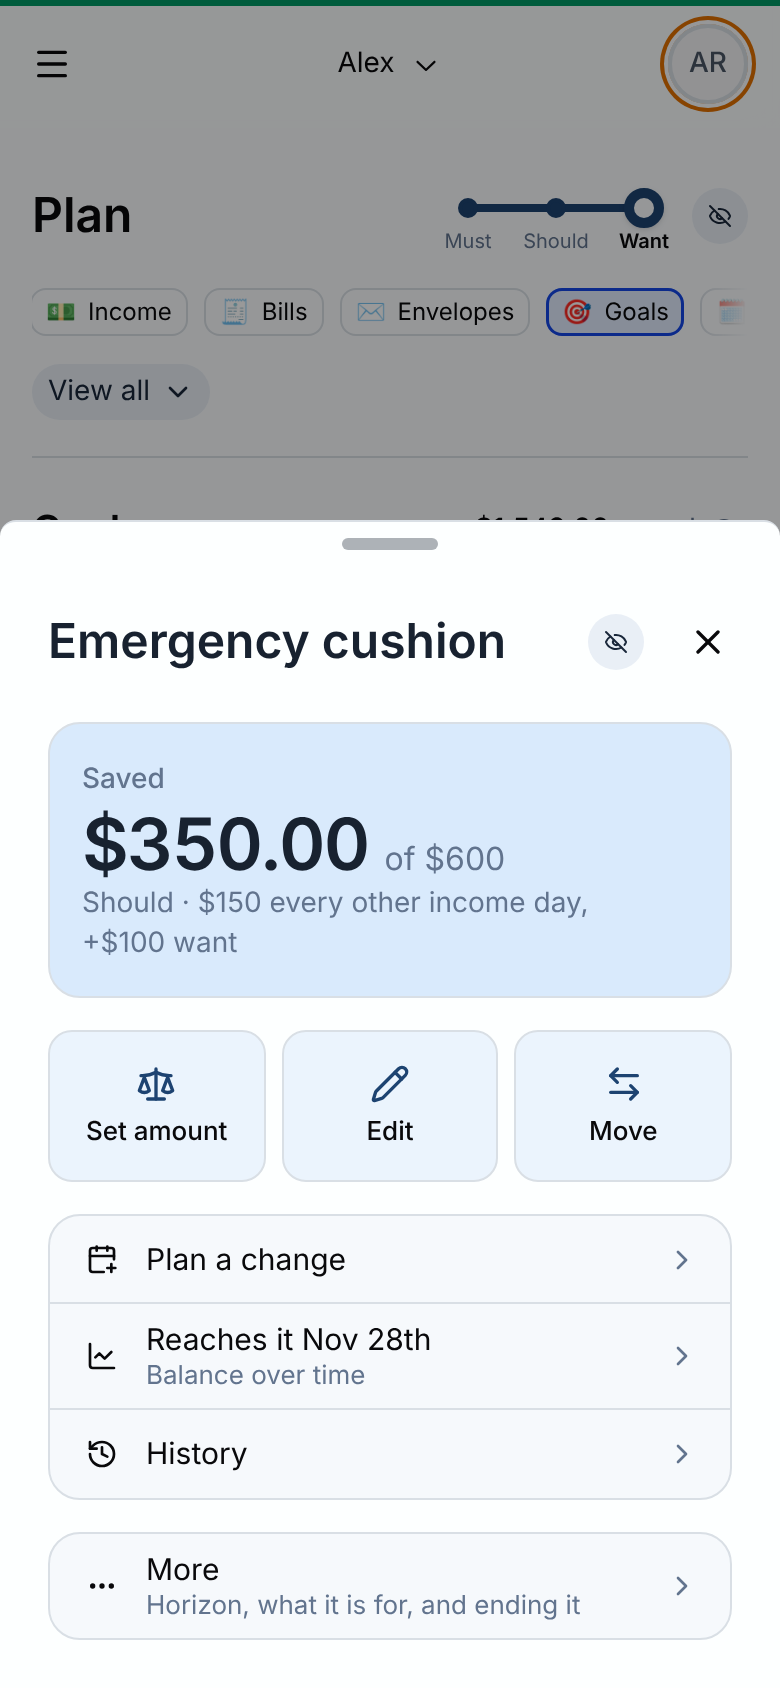 Alex
AR
Plan
Must
Should
Want
Income
Bills
Envelopes
Goals
View all
Emergency cushion
Saved
$350.00 of $600
Should · $150 every other income day,
+$100 want
Set amount
Edit
Move
Plan a change
Reaches it Nov 28th
Balance over time
History
More
Horizon, what it is for, and ending it